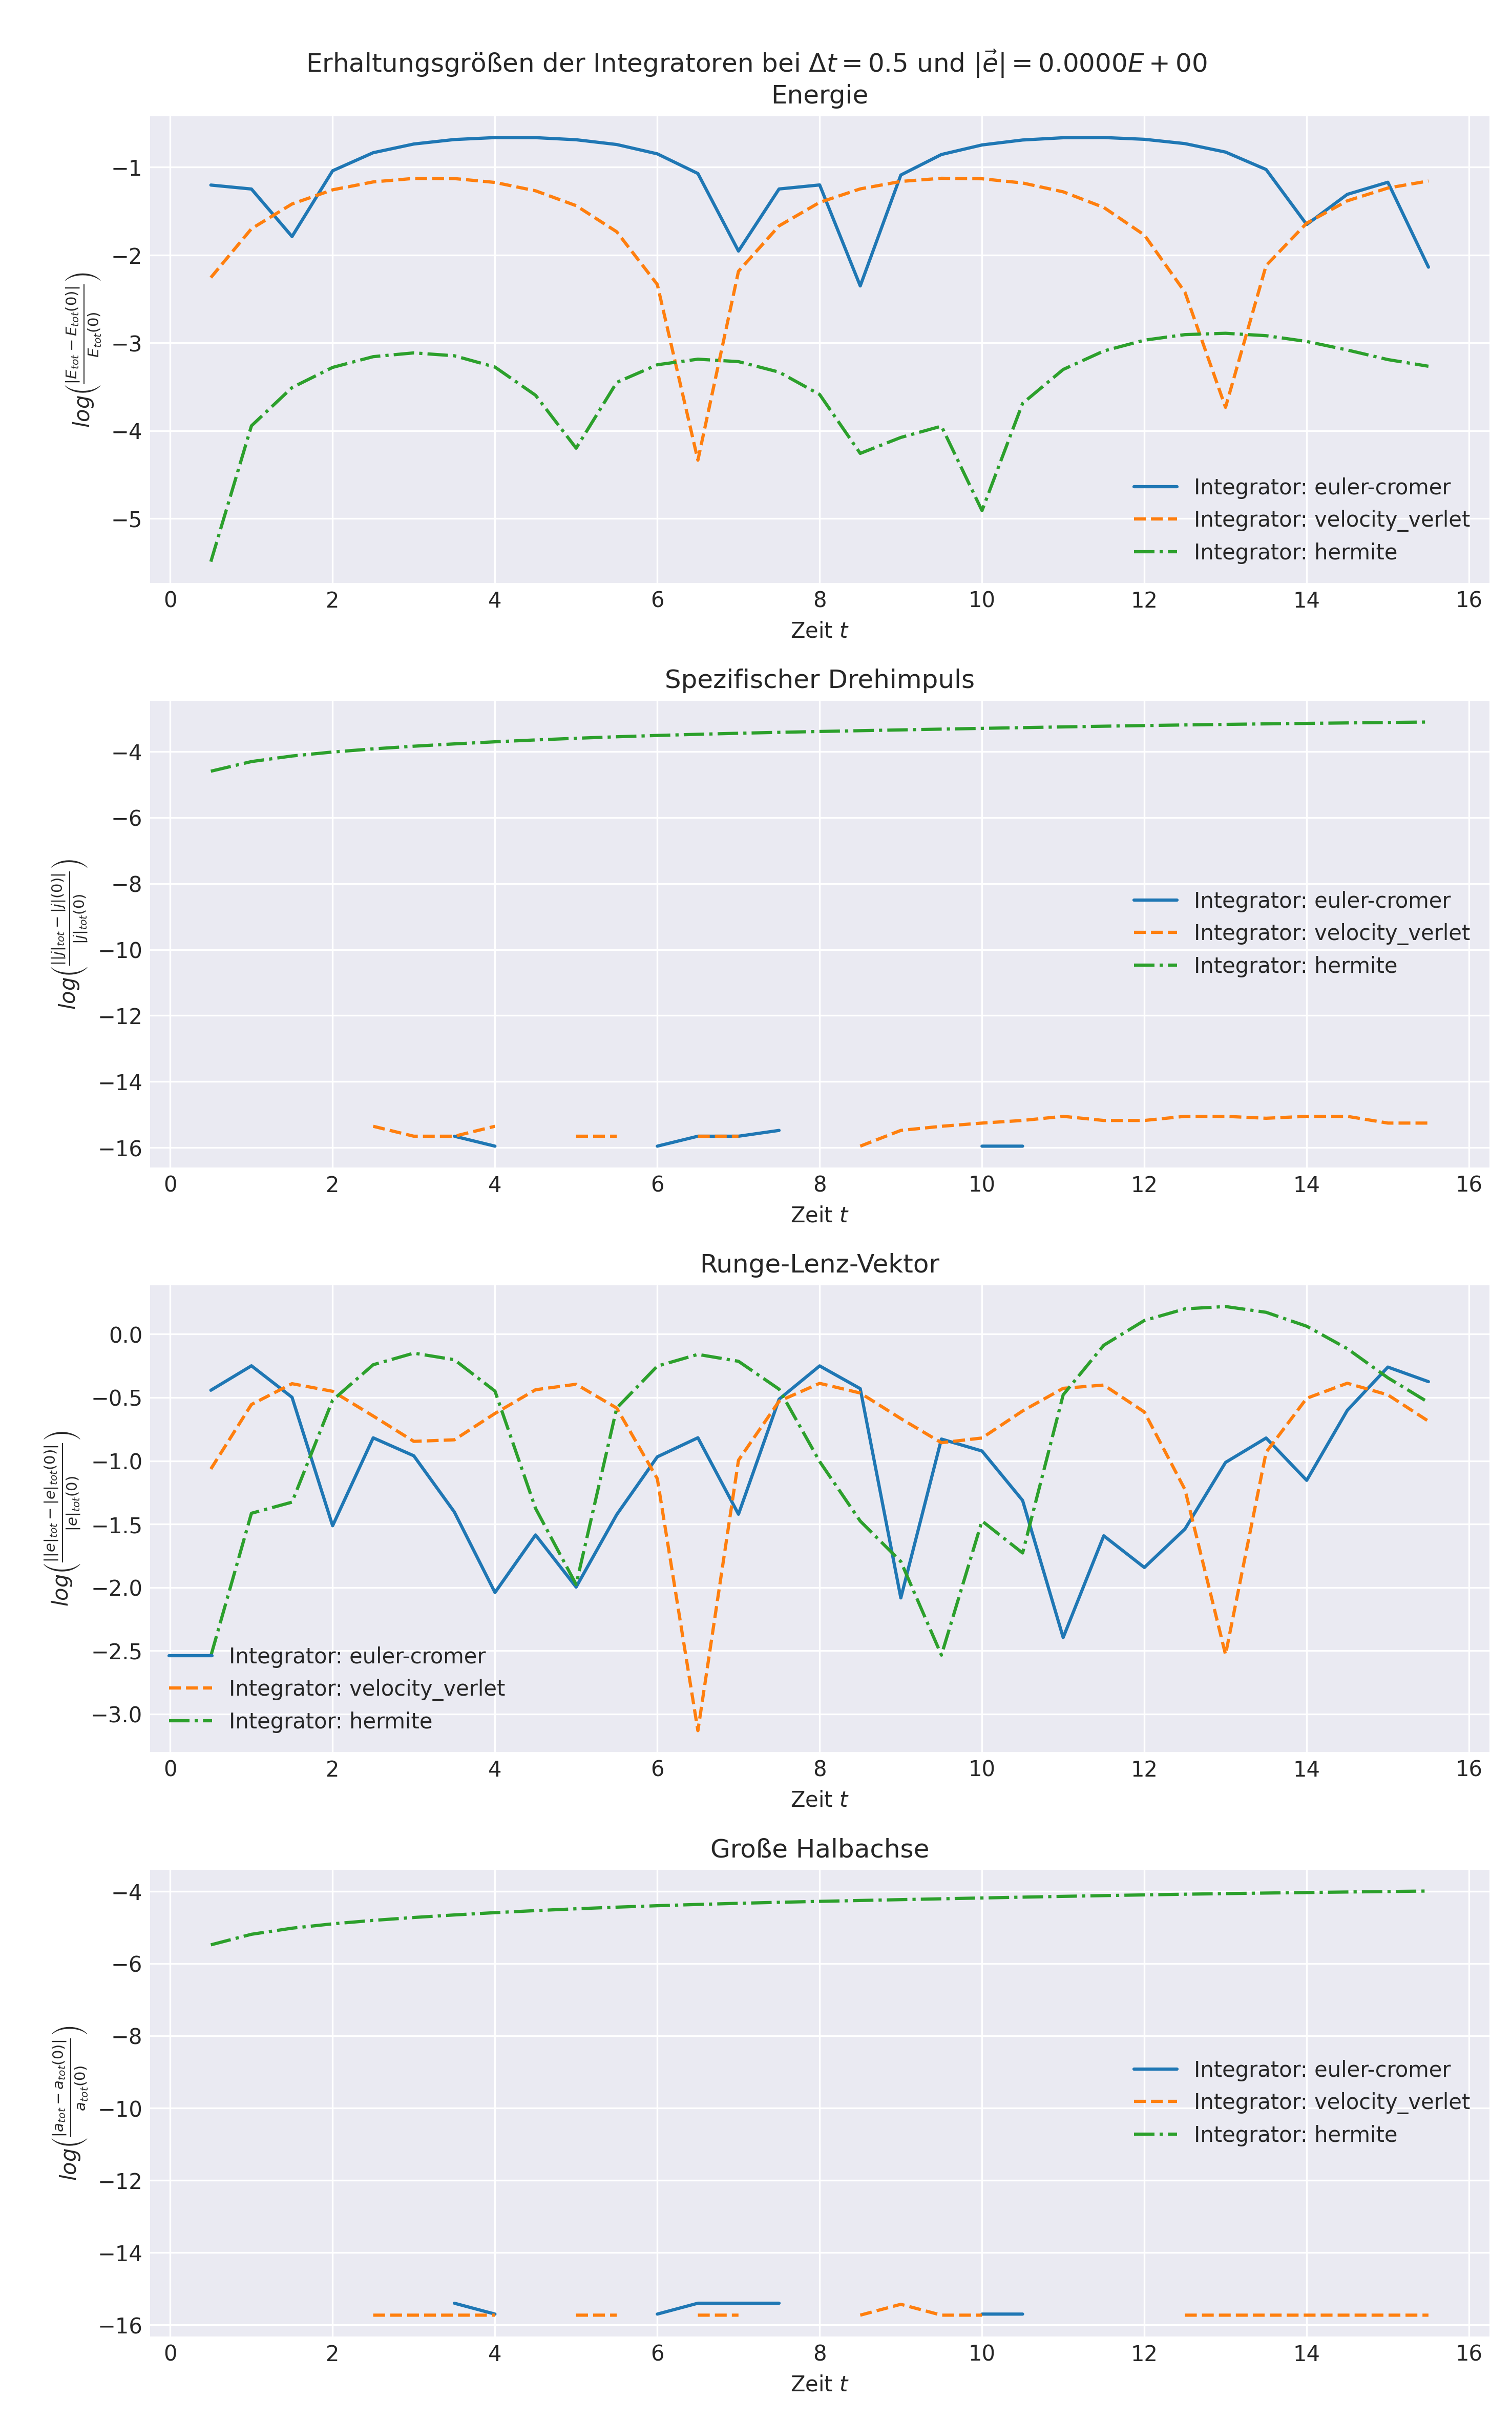 Erhaltungsgrößen der Integratoren bei Δt = 0.5 und |e⃗| = 0.0000E + 00
Energie
log(|E_tot − E_tot(0)| / E_tot(0))
−1
−2
−3
−4
−5
Integrator: euler-cromer
Integrator: velocity_verlet
Integrator: hermite
0 2 4 6 8 10 12 14 16
Zeit t
Spezifischer Drehimpuls
log(||j|_tot − |j|(0)| / |j|_tot(0))
−4
−6
−8
−10
−12
−14
−16
Integrator: euler-cromer
Integrator: velocity_verlet
Integrator: hermite
0 2 4 6 8 10 12 14 16
Zeit t
Runge-Lenz-Vektor
log(||e|_tot − |e|_tot(0)| / |e|_tot(0))
0.0
−0.5
−1.0
−1.5
−2.0
−2.5
−3.0
Integrator: euler-cromer
Integrator: velocity_verlet
Integrator: hermite
0 2 4 6 8 10 12 14 16
Zeit t
Große Halbachse
log(|a_tot − a_tot(0)| / a_tot(0))
−4
−6
−8
−10
−12
−14
−16
Integrator: euler-cromer
Integrator: velocity_verlet
Integrator: hermite
0 2 4 6 8 10 12 14 16
Zeit t